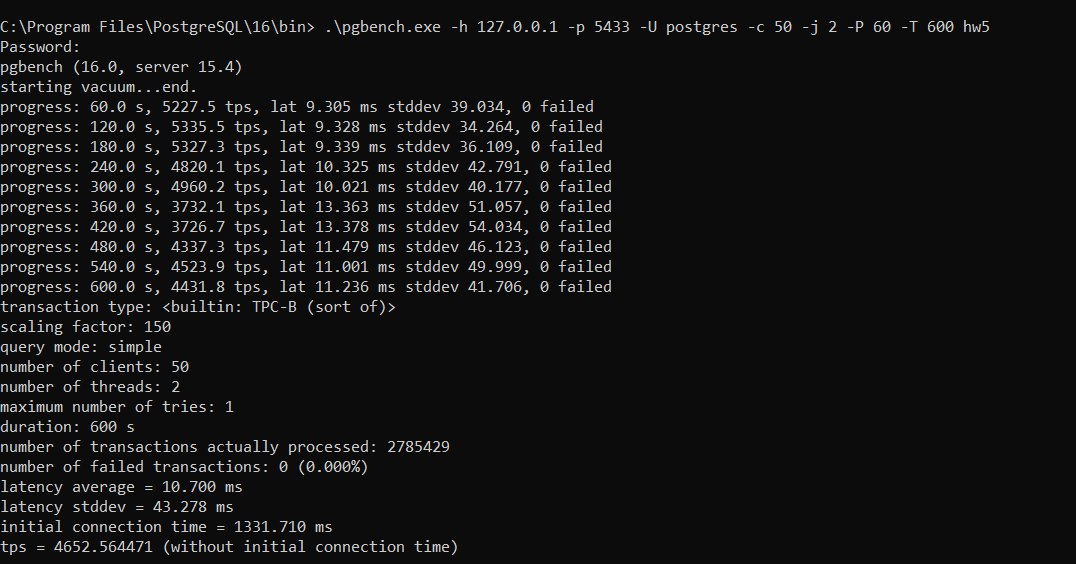 C:\Program Files\PostgreSQL\16\bin> .\pgbench.exe -h 127.0.0.1 -p 5433 -U postgres -c 50 -j 2 -P 60 -T 600 hw5
Password:
pgbench (16.0, server 15.4)
starting vacuum...end.
progress: 60.0 s, 5227.5 tps, lat 9.305 ms stddev 39.034, 0 failed
progress: 120.0 s, 5335.5 tps, lat 9.328 ms stddev 34.264, 0 failed
progress: 180.0 s, 5327.3 tps, lat 9.339 ms stddev 36.109, 0 failed
progress: 240.0 s, 4820.1 tps, lat 10.325 ms stddev 42.791, 0 failed
progress: 300.0 s, 4960.2 tps, lat 10.021 ms stddev 40.177, 0 failed
progress: 360.0 s, 3732.1 tps, lat 13.363 ms stddev 51.057, 0 failed
progress: 420.0 s, 3726.7 tps, lat 13.378 ms stddev 54.034, 0 failed
progress: 480.0 s, 4337.3 tps, lat 11.479 ms stddev 46.123, 0 failed
progress: 540.0 s, 4523.9 tps, lat 11.001 ms stddev 49.999, 0 failed
progress: 600.0 s, 4431.8 tps, lat 11.236 ms stddev 41.706, 0 failed
transaction type: <builtin: TPC-B (sort of)>
scaling factor: 150
query mode: simple
number of clients: 50
number of threads: 2
maximum number of tries: 1
duration: 600 s
number of transactions actually processed: 2785429
number of failed transactions: 0 (0.000%)
latency average = 10.700 ms
latency stddev = 43.278 ms
initial connection time = 1331.710 ms
tps = 4652.564471 (without initial connection time)